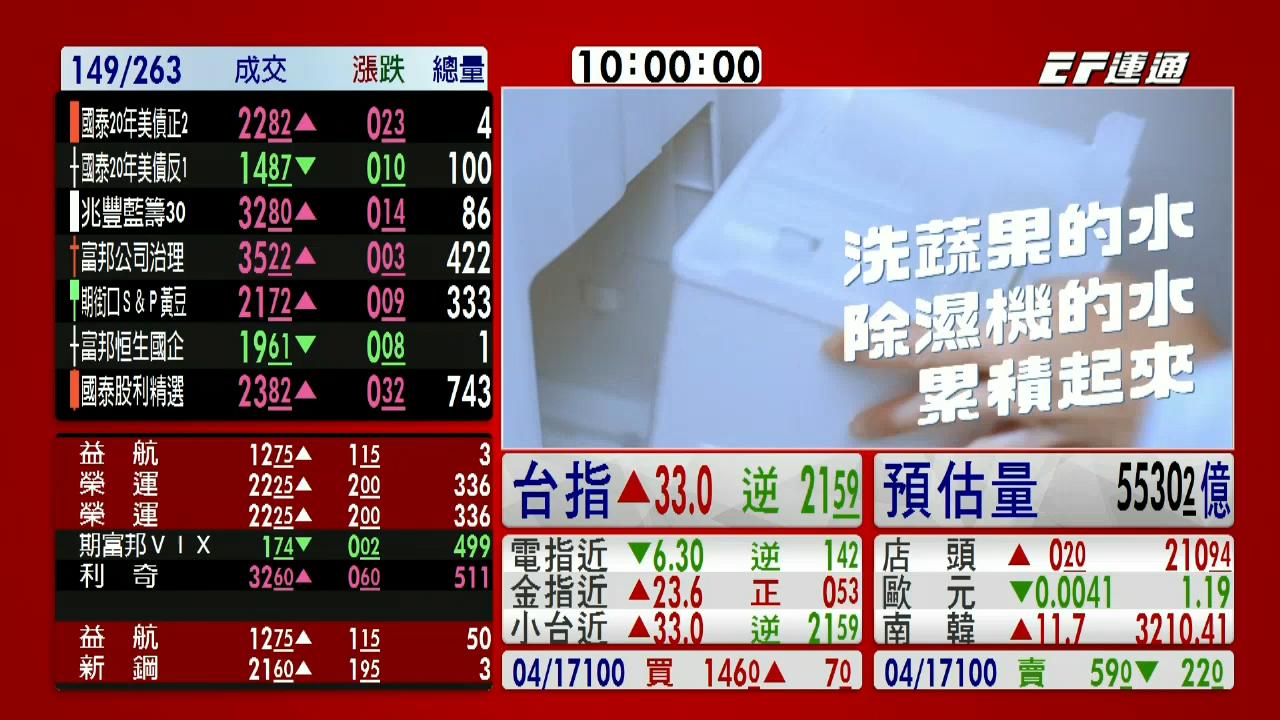 149/263 成交 漲跌 總量
國泰20年美債正2 2282▲ 023 4
國泰20年美債反1 1487▼ 010 100
兆豐藍籌30 3280▲ 014 86
富邦公司治理 3522▲ 003 422
期街口S&P黃豆 2172▲ 009 333
富邦恒生國企 1961▼ 008 1
國泰股利精選 2382▲ 032 743
益航 1275▲ 115 3
榮運 2225▲ 200 336
榮運 2225▲ 200 336
期富邦VIX 174▼ 002 499
利奇 3260▲ 060 511
益航 1275▲ 115 50
新鋼 2160▲ 195 3
10:00:00
EF運通
洗蔬果的水
除濕機的水
累積起來
台指▲33.0 逆 2159
預估量 55302億
電指近▼6.30 逆 142
金指近▲23.6 正 053
小台近▲33.0 逆 2159
店頭▲020 21094
歐元▼0.0041 1.19
南韓▲11.7 3210.41
04/17100 買 1460▲ 70
04/17100 賣 590▼ 220